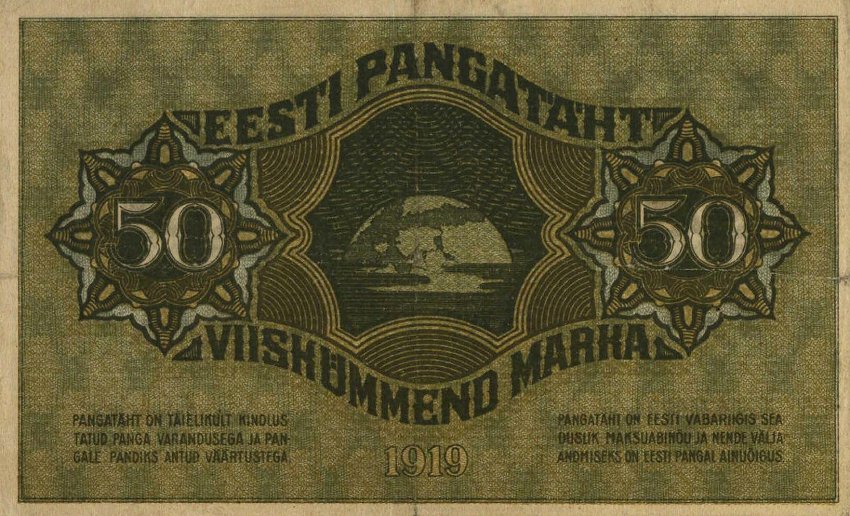 EESTI PANGATÄHT
50
50
VIISKÜMMEND MARKA
PANGATÄHT ON TÄIELIKULT KINDLUS
TATUD PANGA VARANDUSEGA JA PAN-
GALE PANDIKS ANTUD VÄÄRTUSTEGA.
1919
PANGATÄHT ON EESTI VABARIIGIS SEA
DUSLIK MAKSUABINÕU JA NENDE VÄLJA
ANDMISEKS ON EESTI PANGAL AINUÕIGUS.